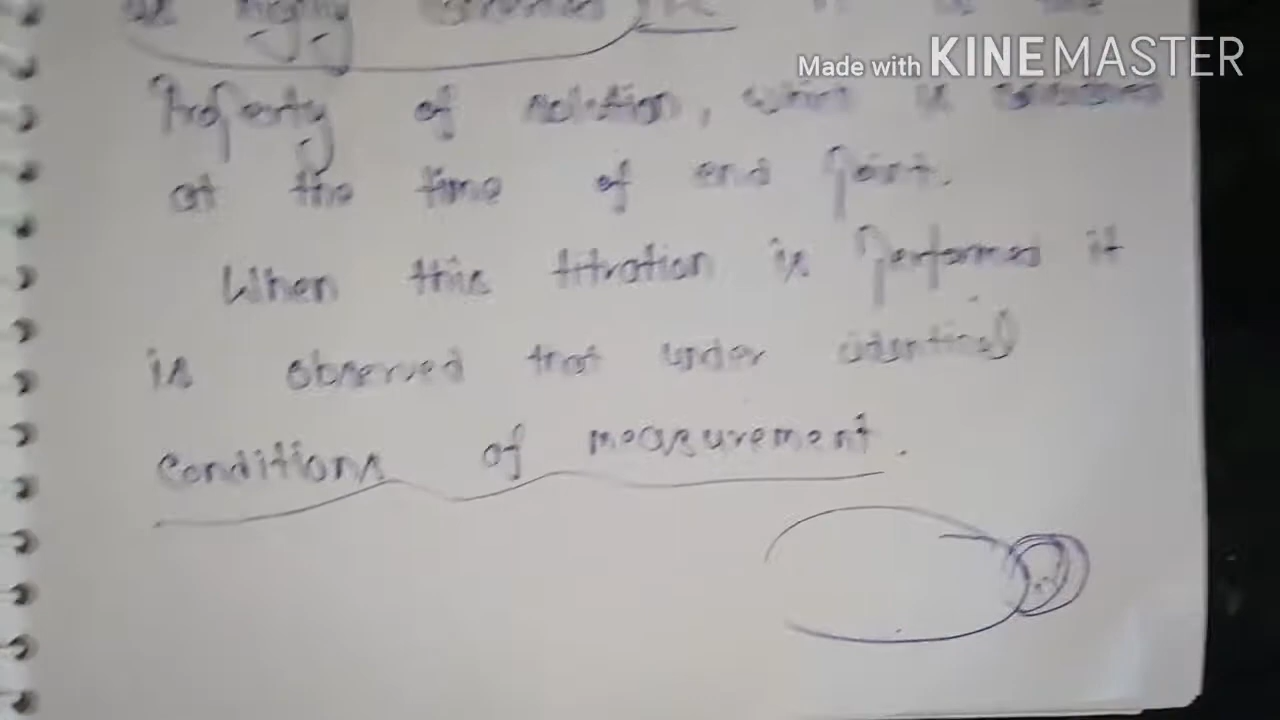 Made with KINEMASTER
Property of solution, which is
at the time of end Point.
When this titration is Performed it
is observed that under identical
conditions of measurement.